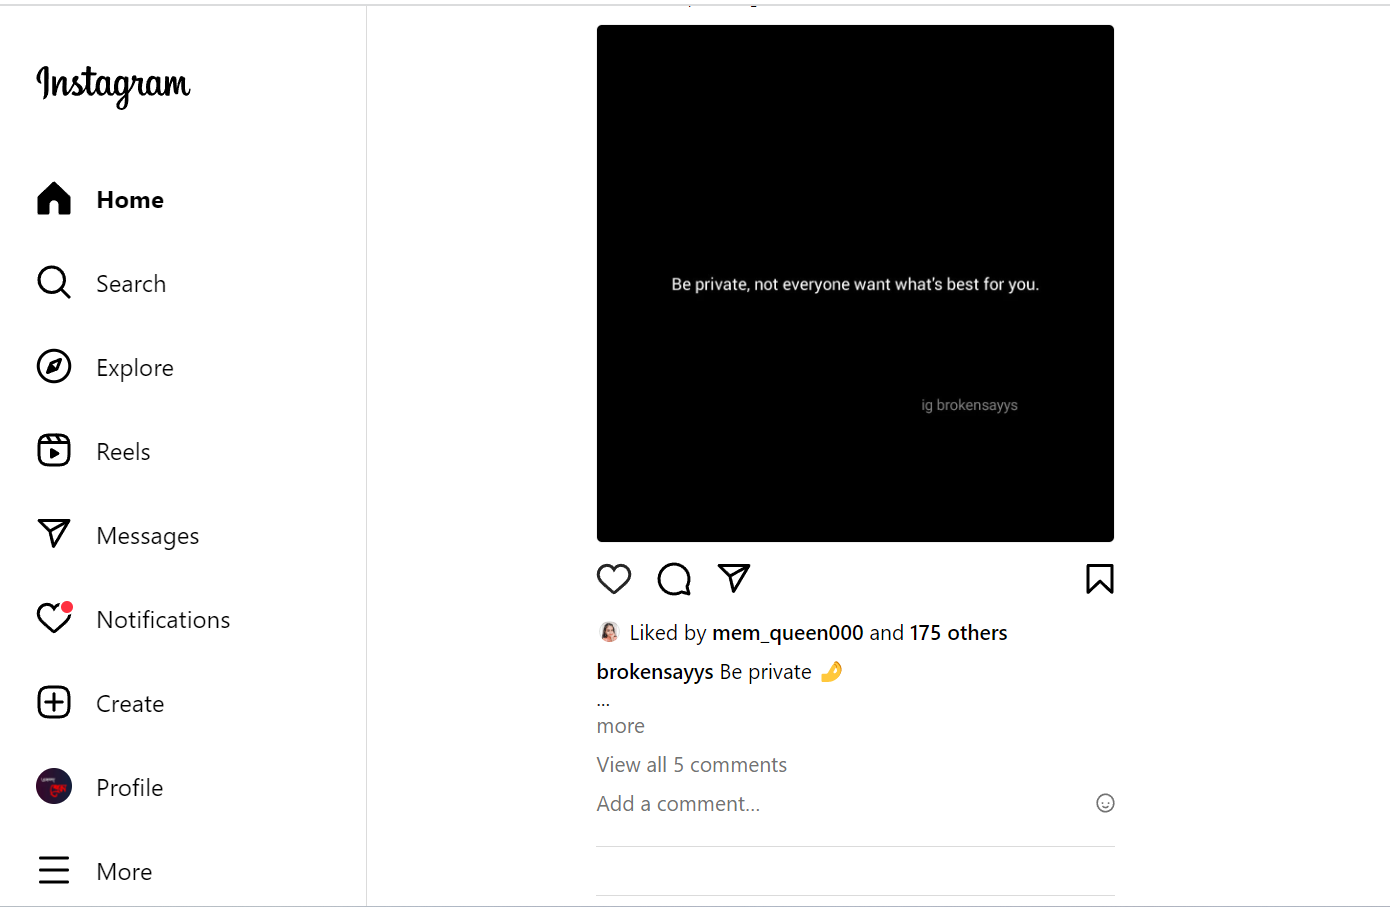 Instagram
Home
Search
Explore
Reels
Messages
Notifications
Create
Profile
More
Be private, not everyone want what's best for you.
ig brokensayys
Liked by mem_queen000 and 175 others
brokensayys Be private 🤌
...
more
View all 5 comments
Add a comment...